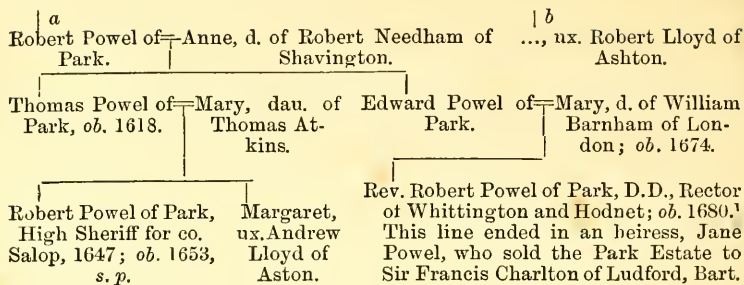 a
b
Robert Powel of Park.
Anne, d. of Robert Needham of Shavington.
..., ux. Robert Lloyd of Ashton.
Thomas Powel of Park, ob. 1618.
Mary, dau. of Thomas Atkins.
Edward Powel of Park.
Mary, d. of William Barnham of London; ob. 1674.
Robert Powel of Park,
High Sheriff for co.
Salop, 1647; ob. 1653,
s. p.
Margaret,
ux. Andrew
Lloyd of
Aston.
Rev. Robert Powel of Park, D.D., Rector
of Whittington and Hodnet; ob. 1680.¹
This line ended in an heiress, Jane
Powel, who sold the Park Estate to
Sir Francis Charlton of Ludford, Bart.